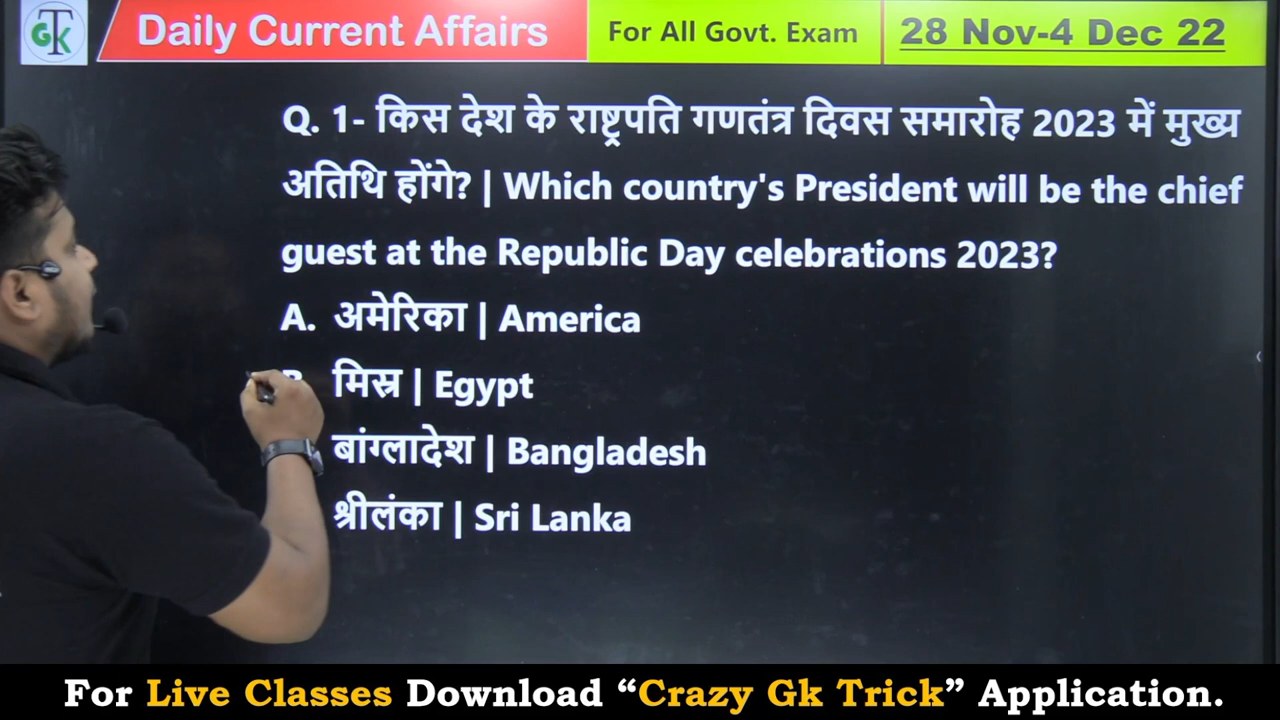 GTK
Daily Current Affairs
For All Govt. Exam
28 Nov-4 Dec 22
Q. 1- किस देश के राष्ट्रपति गणतंत्र दिवस समारोह 2023 में मुख्य
अतिथि होंगे? | Which country's President will be the chief
guest at the Republic Day celebrations 2023?
A. अमेरिका | America
मिस्र | Egypt
बांग्लादेश | Bangladesh
श्रीलंका | Sri Lanka
For Live Classes Download “Crazy Gk Trick” Application.